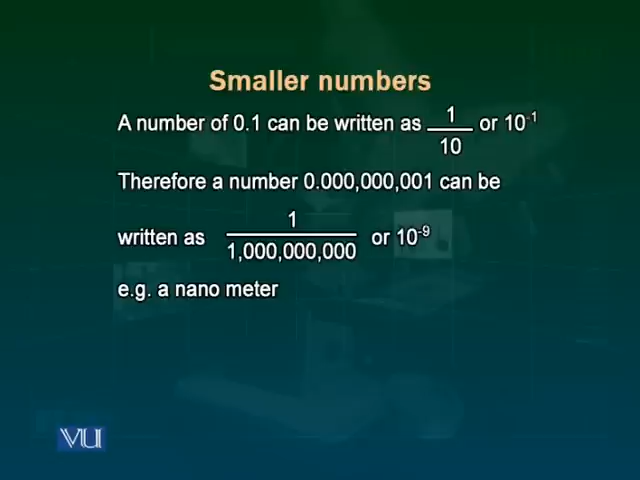 Smaller numbers
A number of 0.1 can be written as 1/10 or 10⁻¹
Therefore a number 0.000,000,001 can be
written as 1/1,000,000,000 or 10⁻⁹
e.g. a nano meter
VU